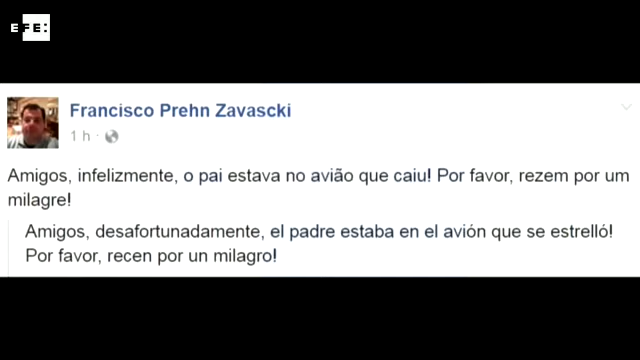 EFE:
Francisco Prehn Zavascki
1 h ·
Amigos, infelizmente, o pai estava no avião que caiu! Por favor, rezem por um
milagre!
Amigos, desafortunadamente, el padre estaba en el avión que se estrelló!
Por favor, recen por un milagro!